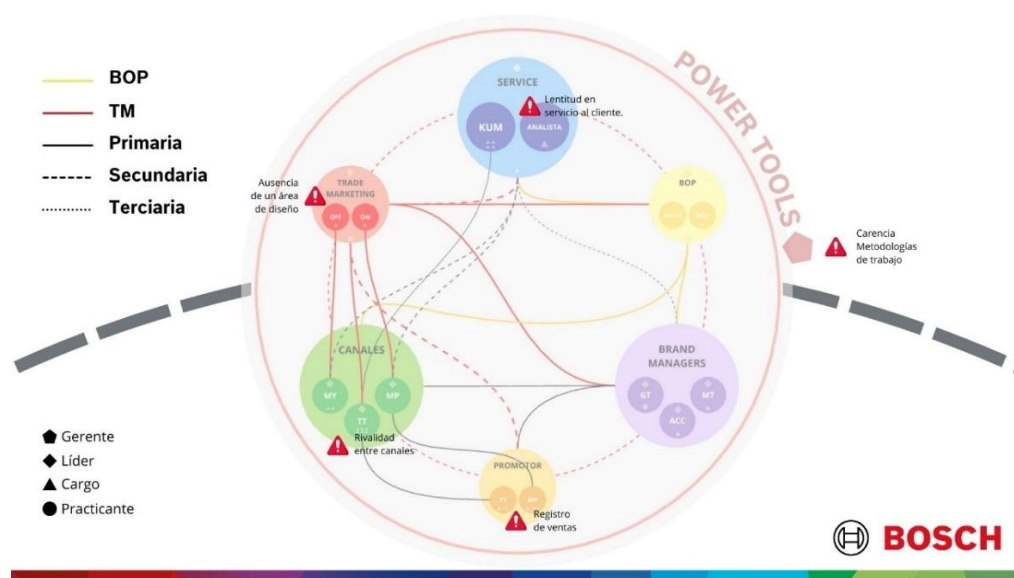 BOP
TM
Primaria
Secundaria
Terciaria
POWER TOOLS
SERVICE
KUM
ANALISTA
Lentitud en
servicio al cliente.
Ausencia
de un área
de diseño
TRADE
MARKETING
OFF
ON
BOP
Carencia
Metodologías
de trabajo
CANALES
MY
MP
TT
Rivalidad
entre canales
BRAND
MANAGERS
GT
MT
ACC
PROMOTOR
TT
MP
Registro
de ventas
Gerente
Líder
Cargo
Practicante
BOSCH